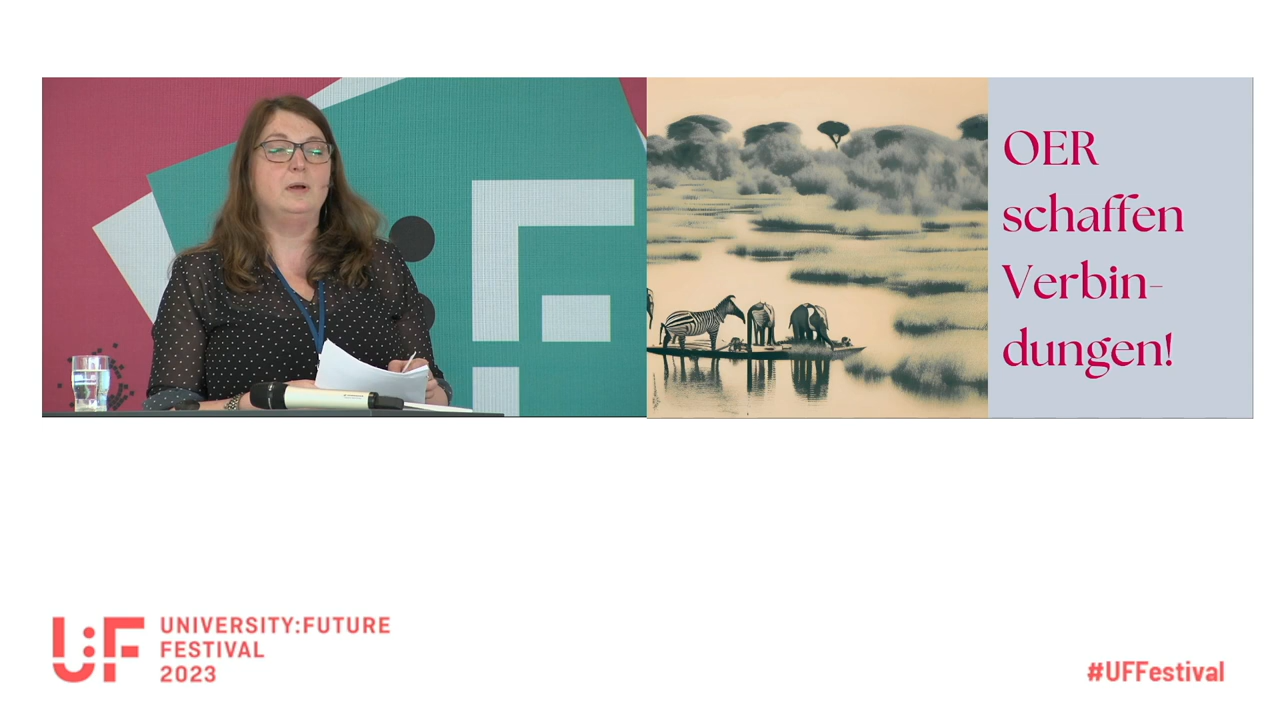 OER
schaffen
Verbin-
dungen!
U:F
UNIVERSITY:FUTURE
FESTIVAL
2023
#UFFestival